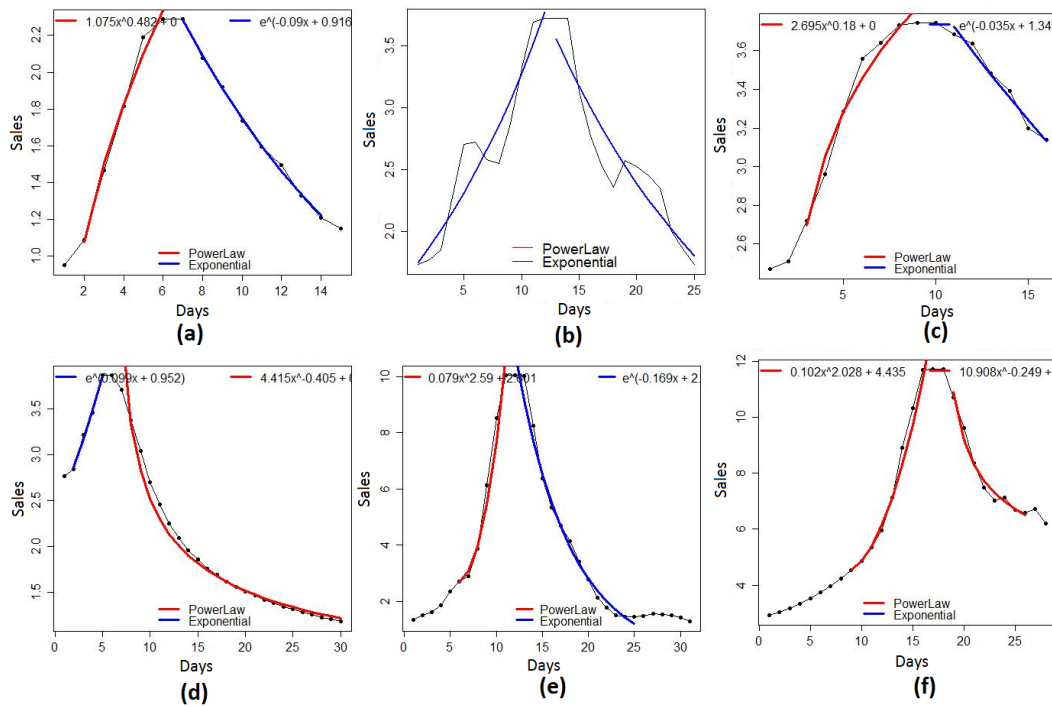 1.075x^0.482 + 0
e^(-0.09x + 0.916
Sales
1.0 1.2 1.4 1.6 1.8 2.0 2.2
PowerLaw
Exponential
2 4 6 8 10 12 14
Days
(a)
Sales
2.0 2.5 3.0 3.5
PowerLaw
Exponential
5 10 15 20 25
Days
(b)
2.695x^0.18 + 0
e^(-0.035x + 1.34
Sales
2.6 2.8 3.0 3.2 3.4 3.6
PowerLaw
Exponential
5 10 15
Days
(c)
e^(0.099x + 0.952)
4.415x^-0.405 + 0
Sales
1.5 2.0 2.5 3.0 3.5
PowerLaw
Exponential
0 5 10 15 20 25 30
Days
(d)
0.079x^2.59 + 2.001
e^(-0.169x + 2.
Sales
2 4 6 8 10
PowerLaw
Exponential
0 5 10 15 20 25 30
Days
(e)
0.102x^2.028 + 4.435
10.908x^-0.249 +
Sales
4 6 8 10 12
PowerLaw
Exponential
0 5 10 15 20 25
Days
(f)